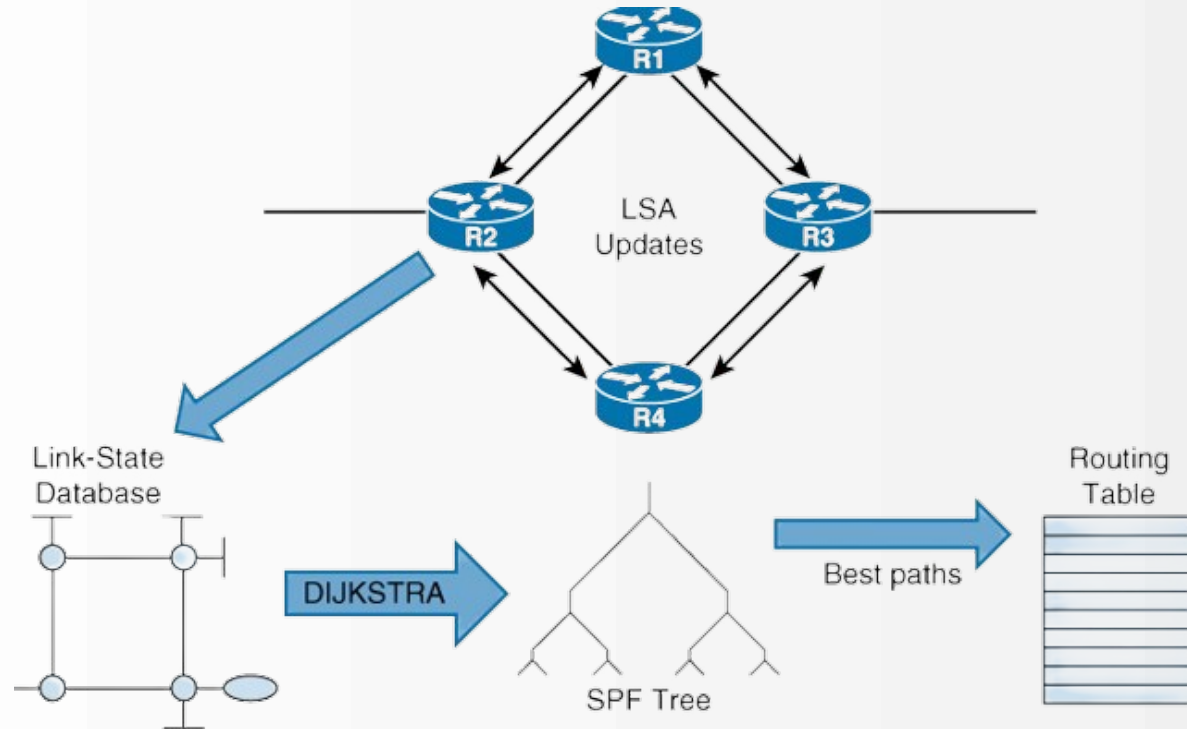 R1
R2
LSA
Updates
R3
R4
Link-State
Database
DIJKSTRA
SPF Tree
Best paths
Routing
Table